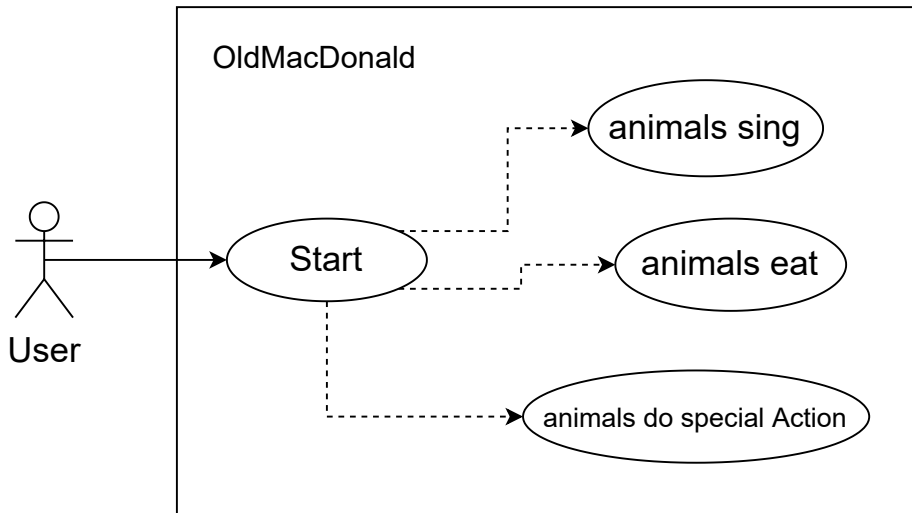 OldMacDonald
animals sing
Start
animals eat
User
animals do special Action